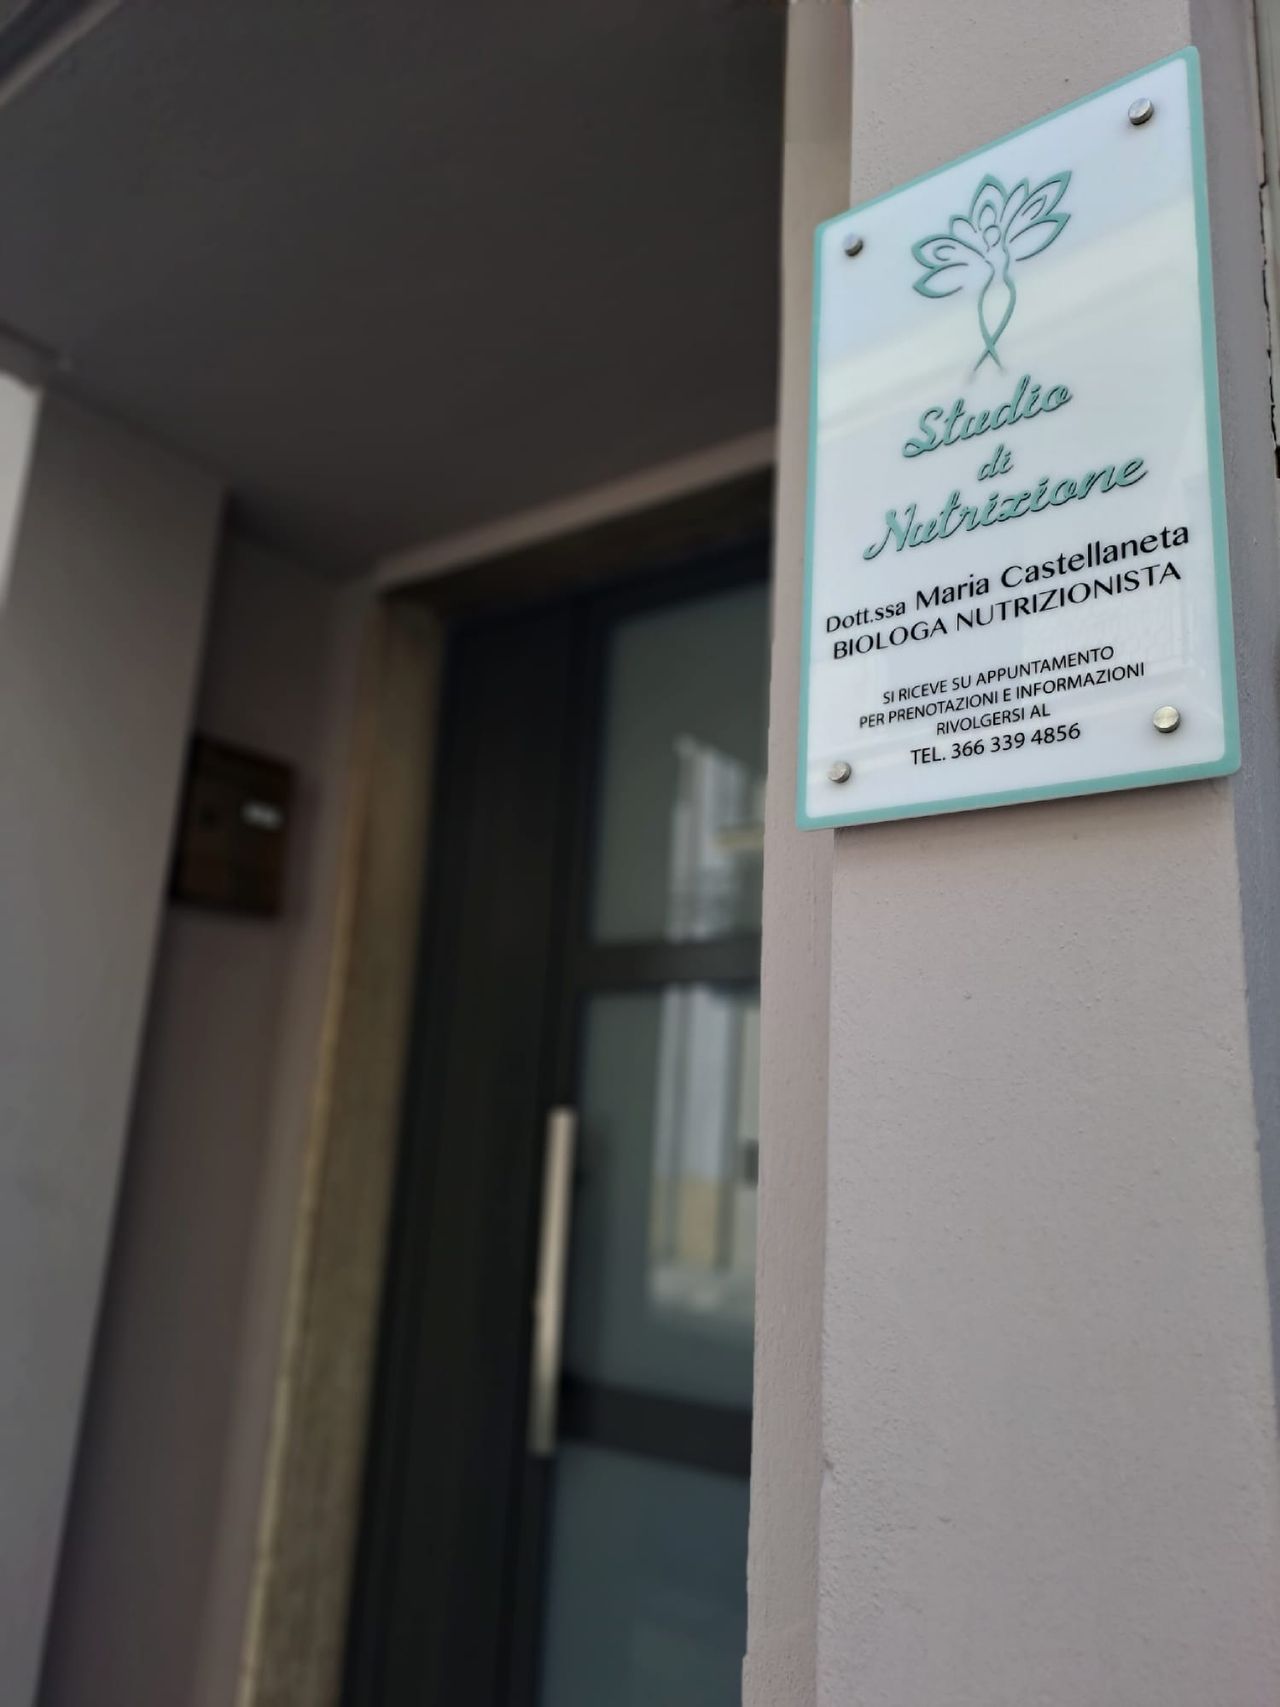 Studio
di
Nutrizione
Dott.ssa Maria Castellaneta
BIOLOGA NUTRIZIONISTA
SI RICEVE SU APPUNTAMENTO
PER PRENOTAZIONI E INFORMAZIONI
RIVOLGERSI AL
TEL. 366 339 4856